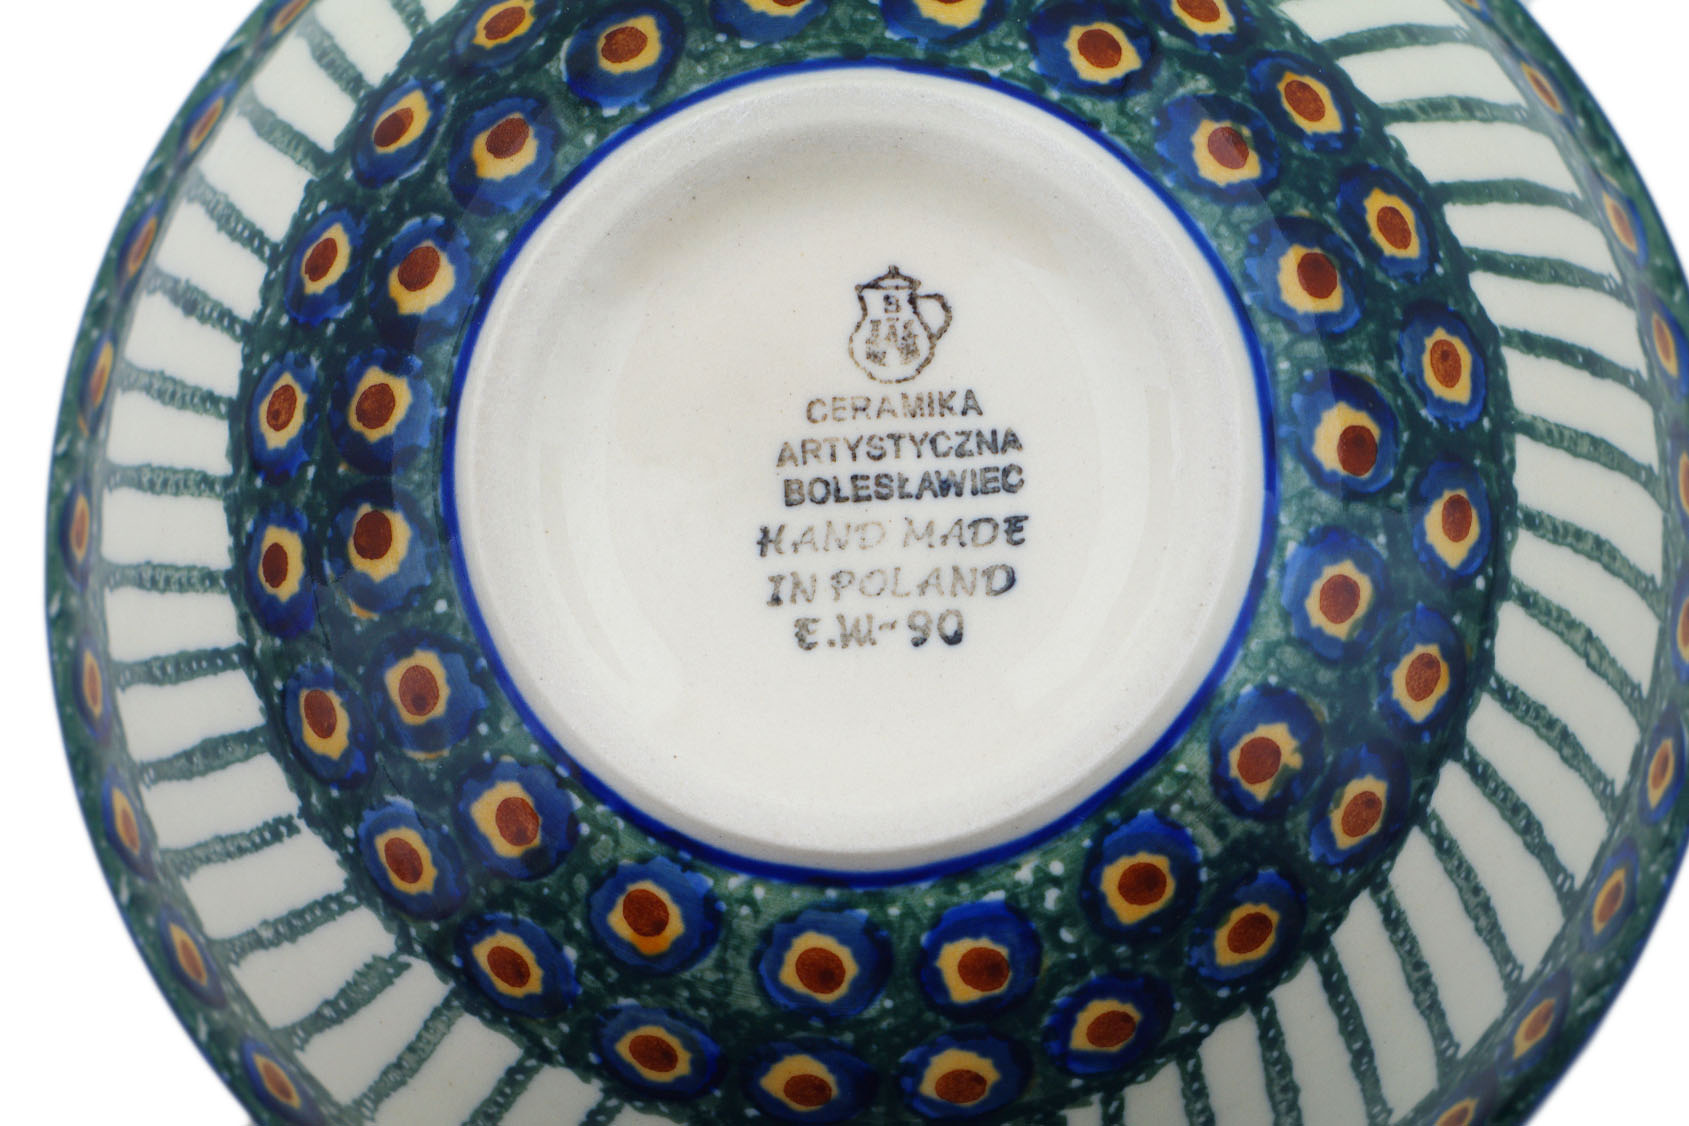 CERAMIKA
ARTYSTYCZNA
BOLESŁAWIEC
HAND MADE
IN POLAND
E.W-90